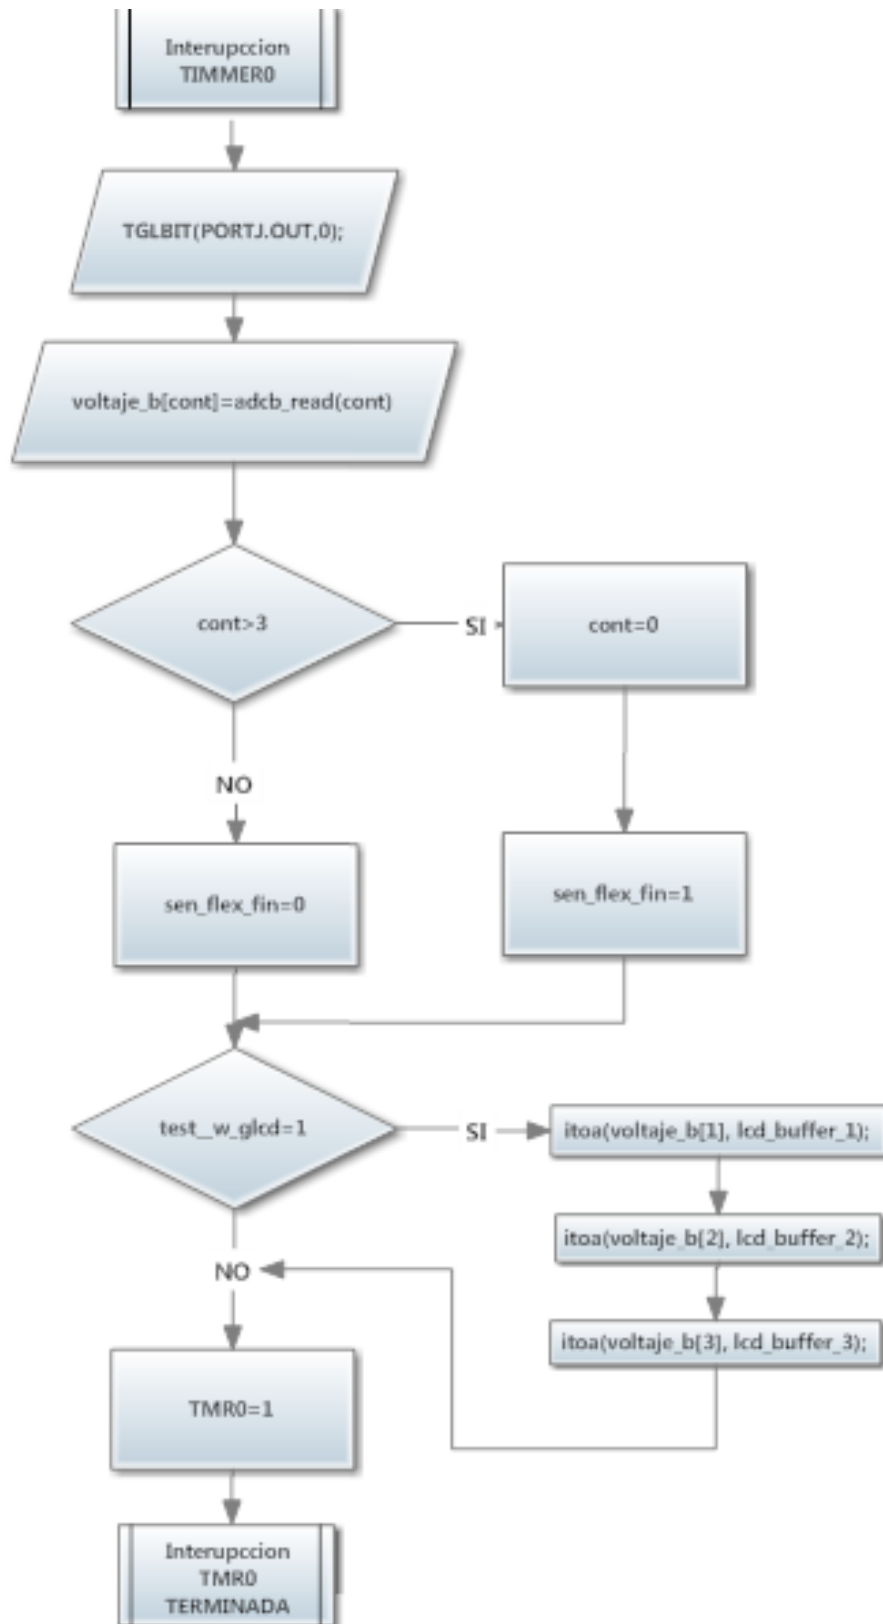 Interupccion
TIMMER0
TGLBIT(PORTJ.OUT,0);
voltaje_b[cont]=adcb_read(cont)
cont>3
SI
cont=0
NO
sen_flex_fin=0
sen_flex_fin=1
test__w_glcd=1
SI
itoa(voltaje_b[1], lcd_buffer_1);
itoa(voltaje_b[2], lcd_buffer_2);
NO
itoa(voltaje_b[3], lcd_buffer_3);
TMR0=1
Interupccion
TMR0
TERMINADA